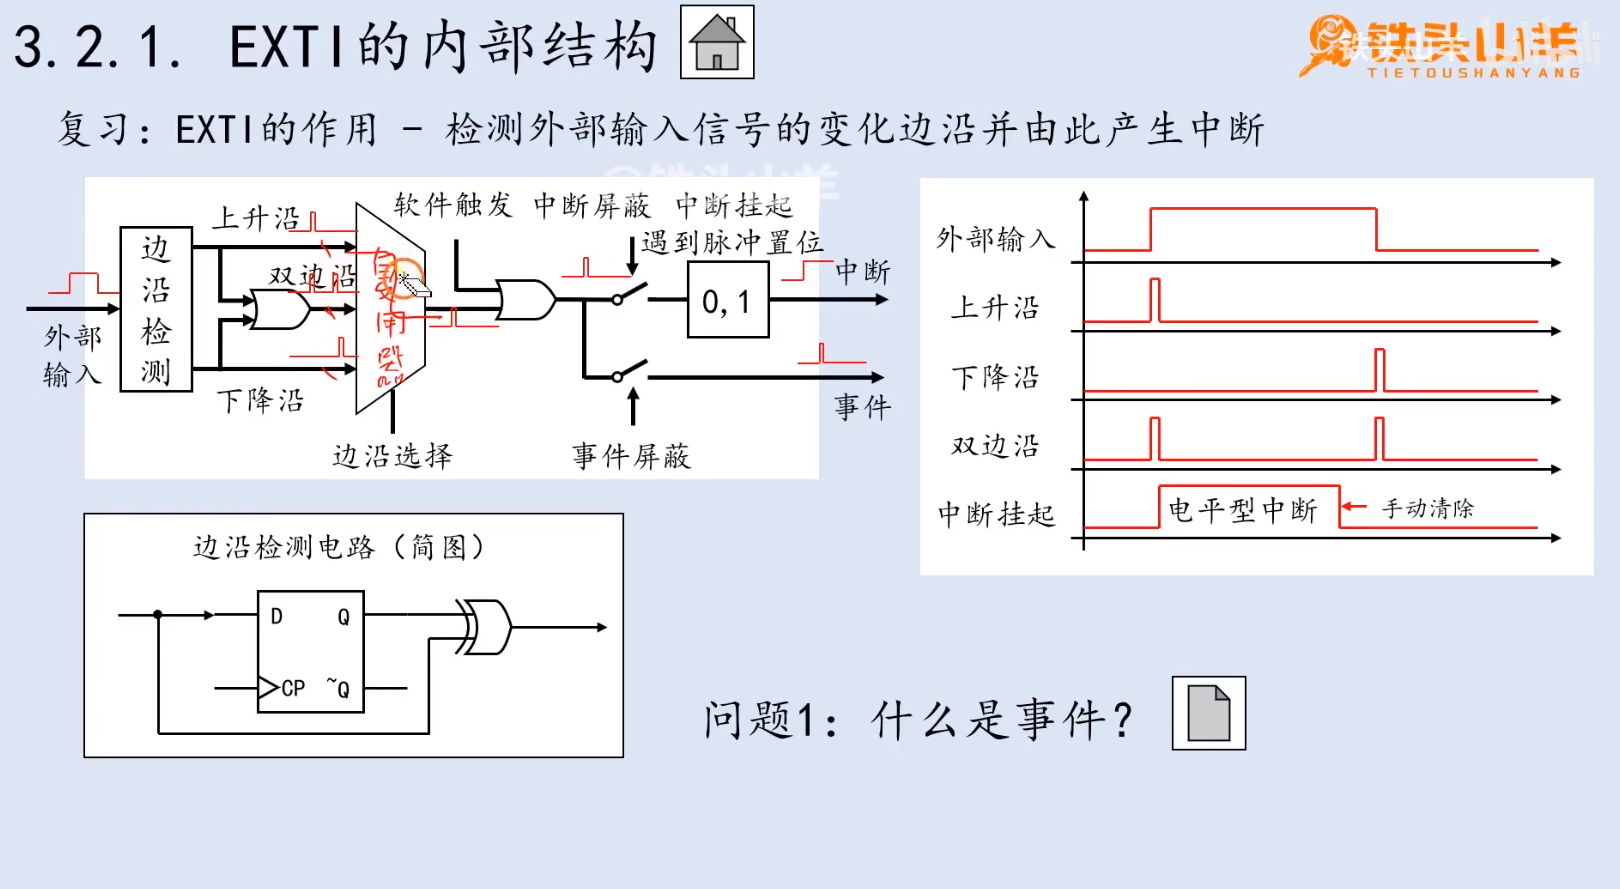 3.2.1. EXTI的内部结构
铁头山羊
TIETOUSHANYANG
复习：EXTI的作用 - 检测外部输入信号的变化边沿并由此产生中断
上升沿
软件触发 中断屏蔽 中断挂起
遇到脉冲置位
边沿检测
双边沿
复用器
0,1
中断
外部输入
下降沿
事件
边沿选择
事件屏蔽
外部输入
上升沿
下降沿
双边沿
中断挂起
电平型中断
手动清除
边沿检测电路（简图）
D Q
CP ~Q
问题1：什么是事件？